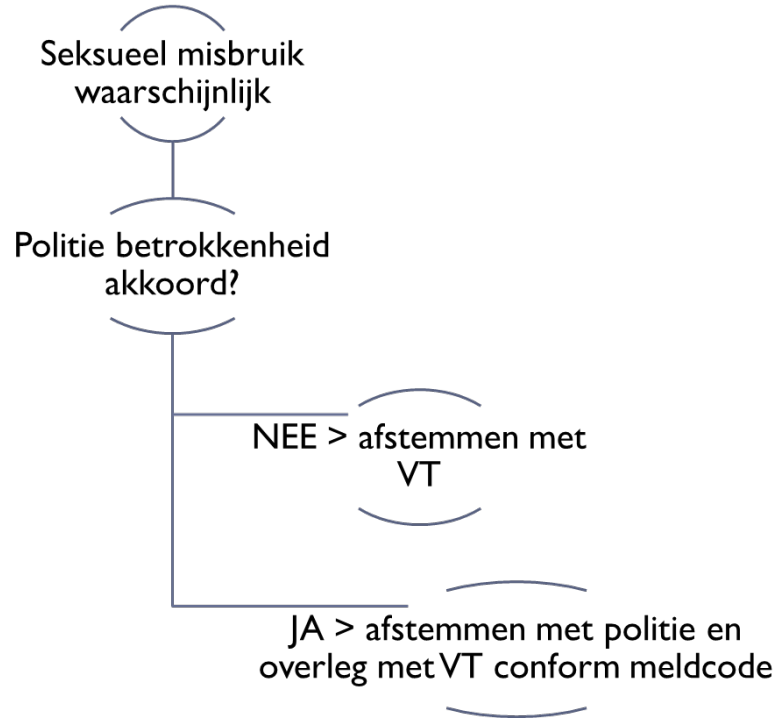 Seksueel misbruik
waarschijnlijk
Politie betrokkenheid
akkoord?
NEE > afstemmen met
VT
JA > afstemmen met politie en
overleg met VT conform meldcode